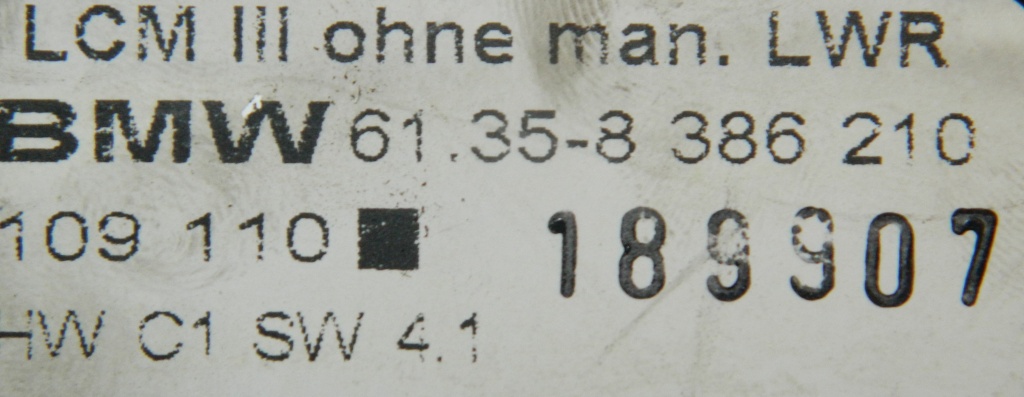 LCM III ohne man. LWR
BMW 61.35-8 386 210
109 110 ■ 189907
HW C1 SW 4.1